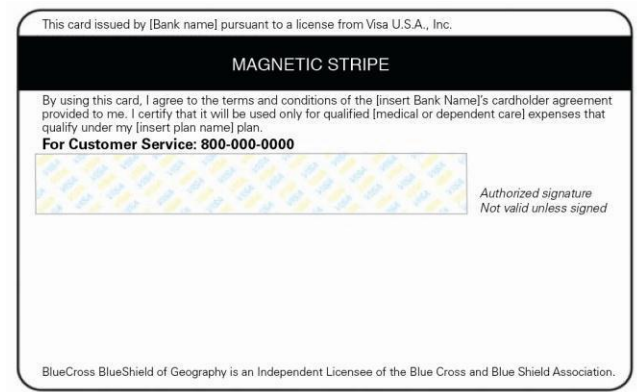 This card issued by [Bank name] pursuant to a license from Visa U.S.A., Inc.
MAGNETIC STRIPE
By using this card, I agree to the terms and conditions of the [insert Bank Name]'s cardholder agreement
provided to me. I certify that it will be used only for qualified [medical or dependent care] expenses that
qualify under my [insert plan name] plan.
For Customer Service: 800-000-0000
Authorized signature
Not valid unless signed
BlueCross BlueShield of Geography is an Independent Licensee of the Blue Cross and Blue Shield Association.